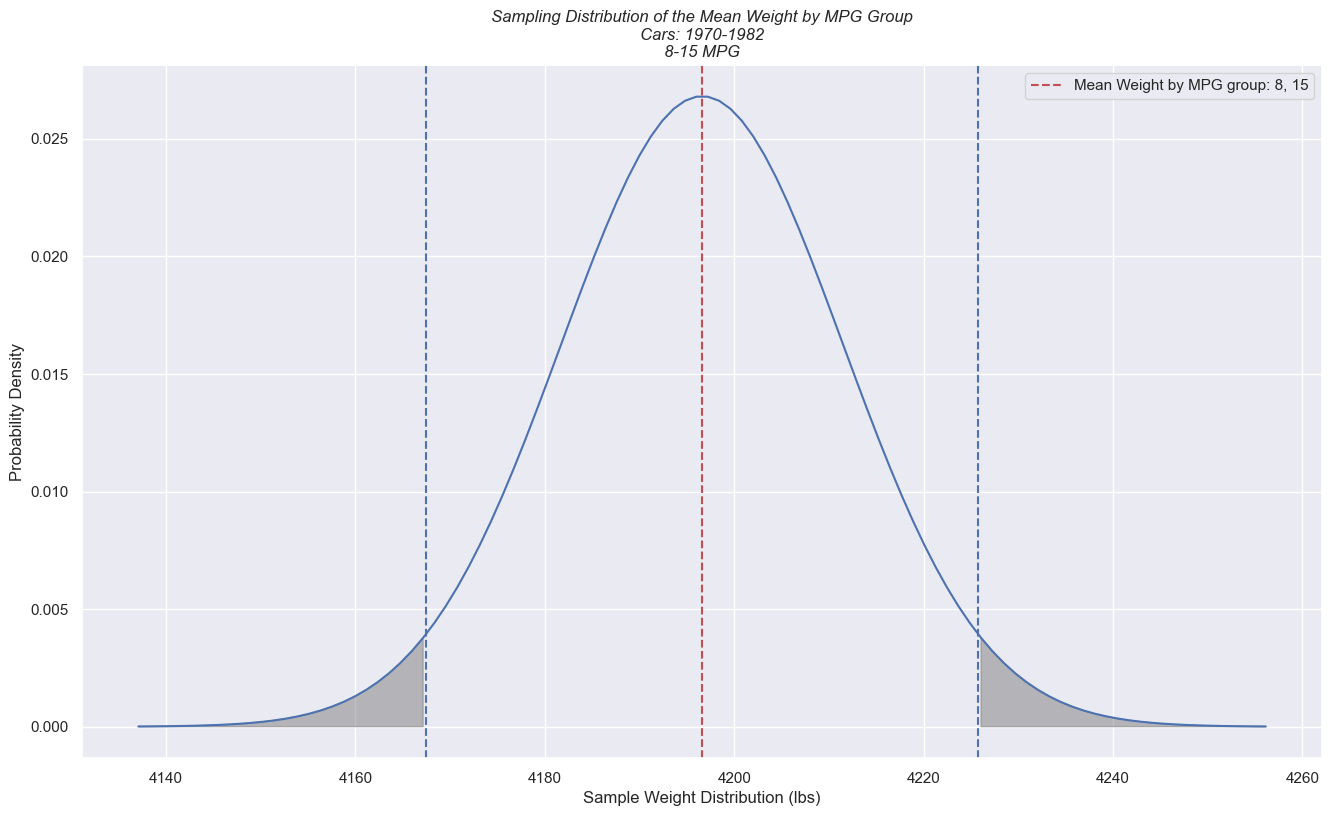 Sampling Distribution of the Mean Weight by MPG Group
Cars: 1970-1982
8-15 MPG
Mean Weight by MPG group: 8, 15
Probability Density
0.025
0.020
0.015
0.010
0.005
0.000
4140 4160 4180 4200 4220 4240 4260
Sample Weight Distribution (lbs)